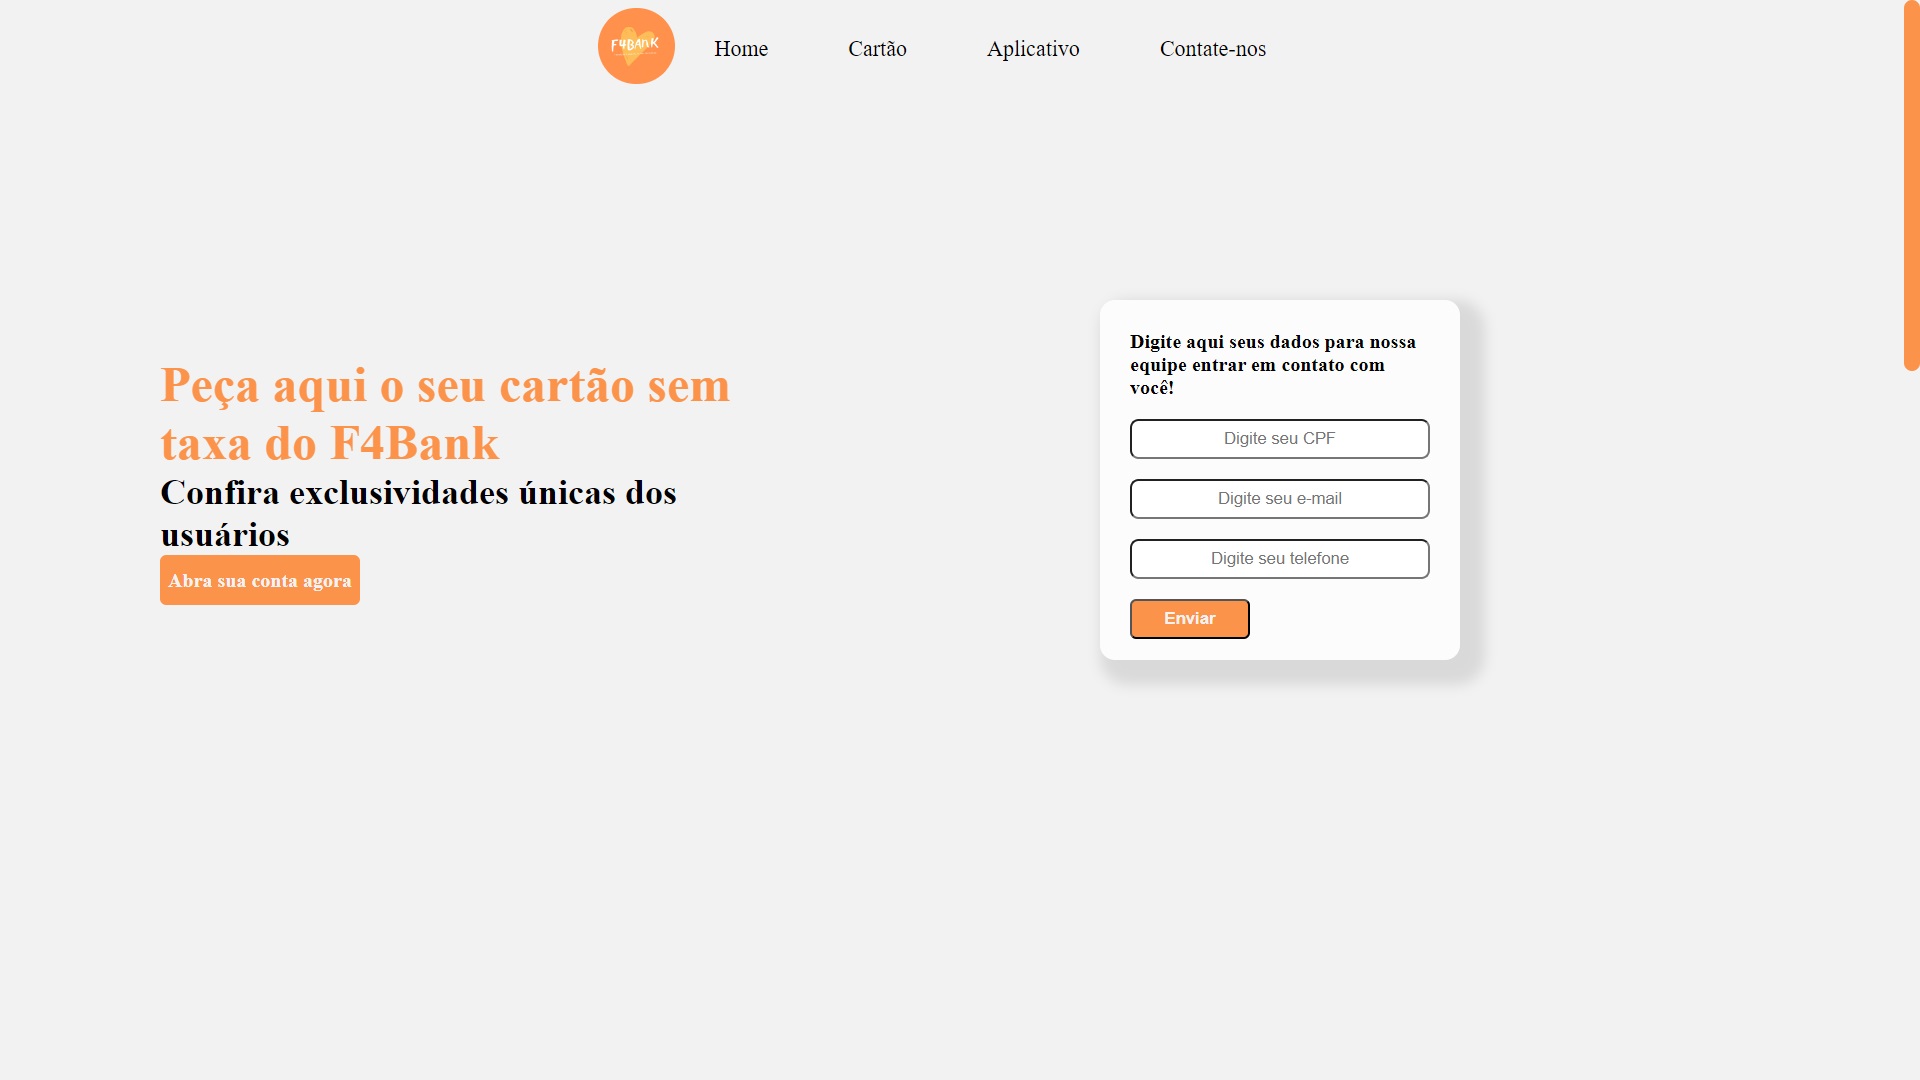 F4BANK
Home
Cartão
Aplicativo
Contate-nos
Peça aqui o seu cartão sem
taxa do F4Bank
Confira exclusividades únicas dos
usuários
Abra sua conta agora
Digite aqui seus dados para nossa
equipe entrar em contato com
você!
Digite seu CPF
Digite seu e-mail
Digite seu telefone
Enviar